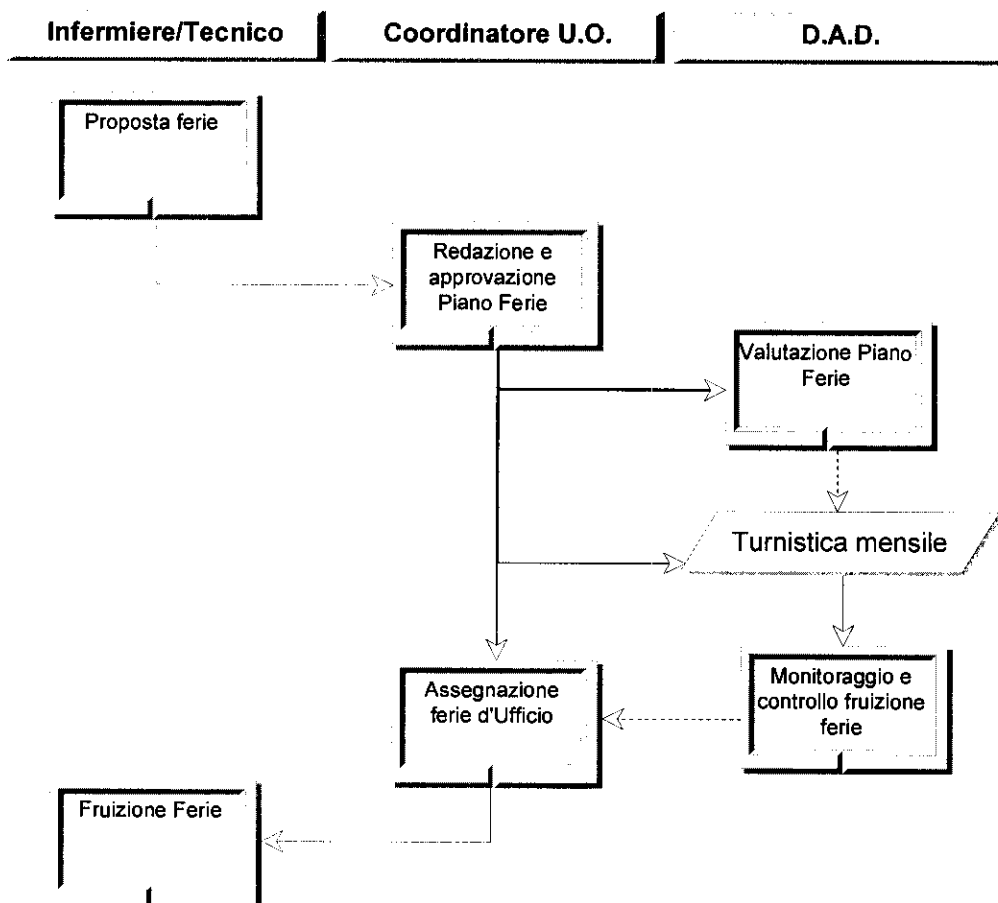 Infermiere/Tecnico
Coordinatore U.O.
D.A.D.
Proposta ferie
Redazione e
approvazione
Piano Ferie
Valutazione Piano
Ferie
Turnistica mensile
Assegnazione
ferie d'Ufficio
Monitoraggio e
controllo fruizione
ferie
Fruizione Ferie